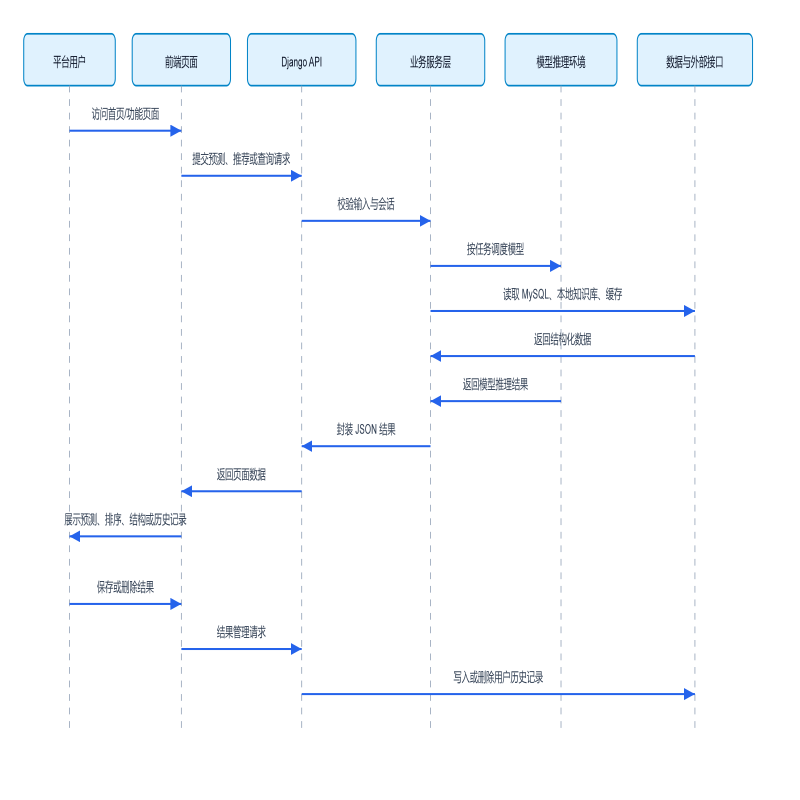 平台用户
前端页面
Django API
业务服务层
模型推理环境
数据与外部接口
访问首页/功能页面
提交预测、推荐或查询请求
校验输入与会话
按任务调度模型
读取 MySQL、本地知识库、缓存
返回结构化数据
返回模型推理结果
封装 JSON 结果
返回页面数据
展示预测、排序、结构或历史记录
保存或删除结果
结果管理请求
写入或删除用户历史记录